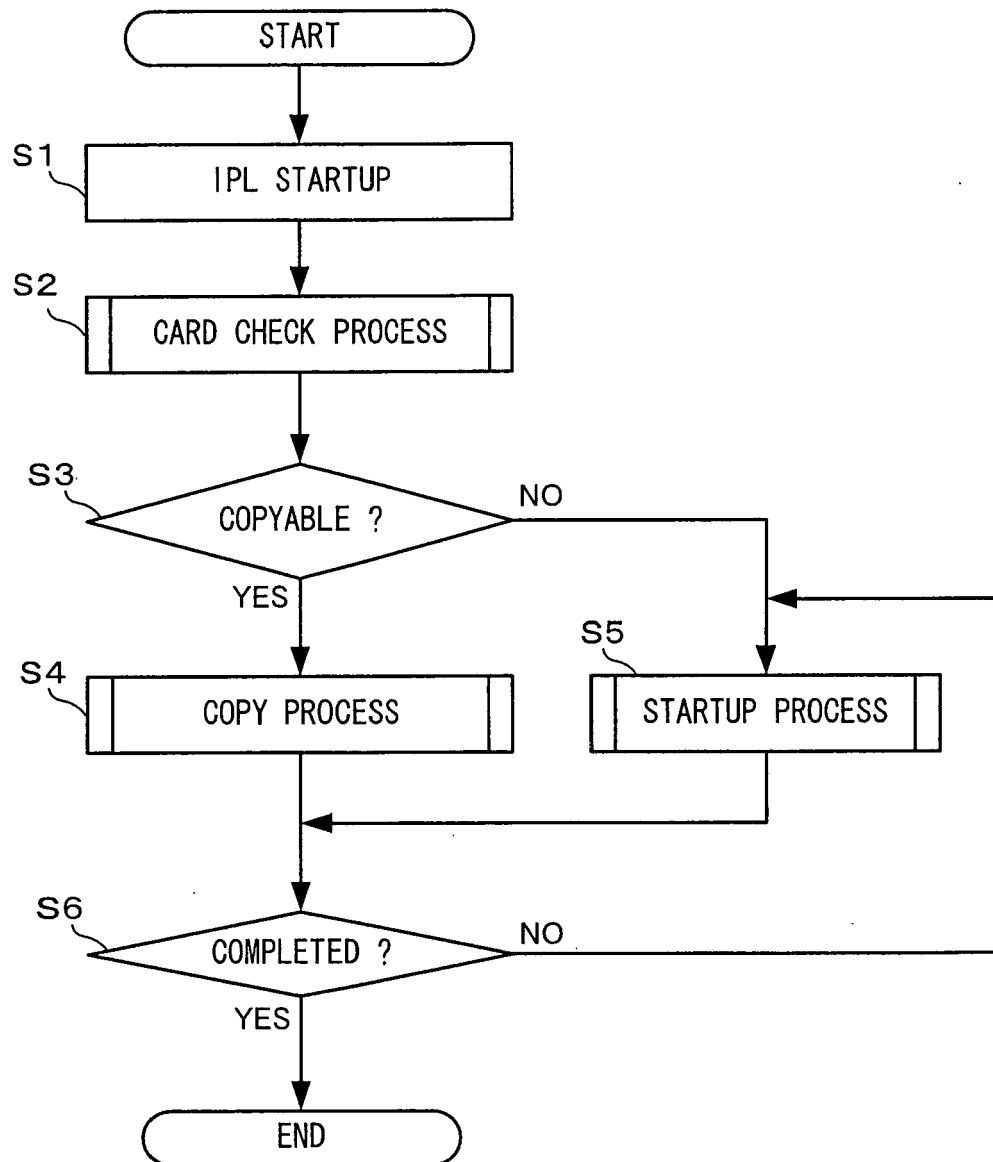 START
S1
IPL STARTUP
S2
CARD CHECK PROCESS
S3
COPYABLE ?
NO
YES
S4
COPY PROCESS
S5
STARTUP PROCESS
S6
COMPLETED ?
NO
YES
END